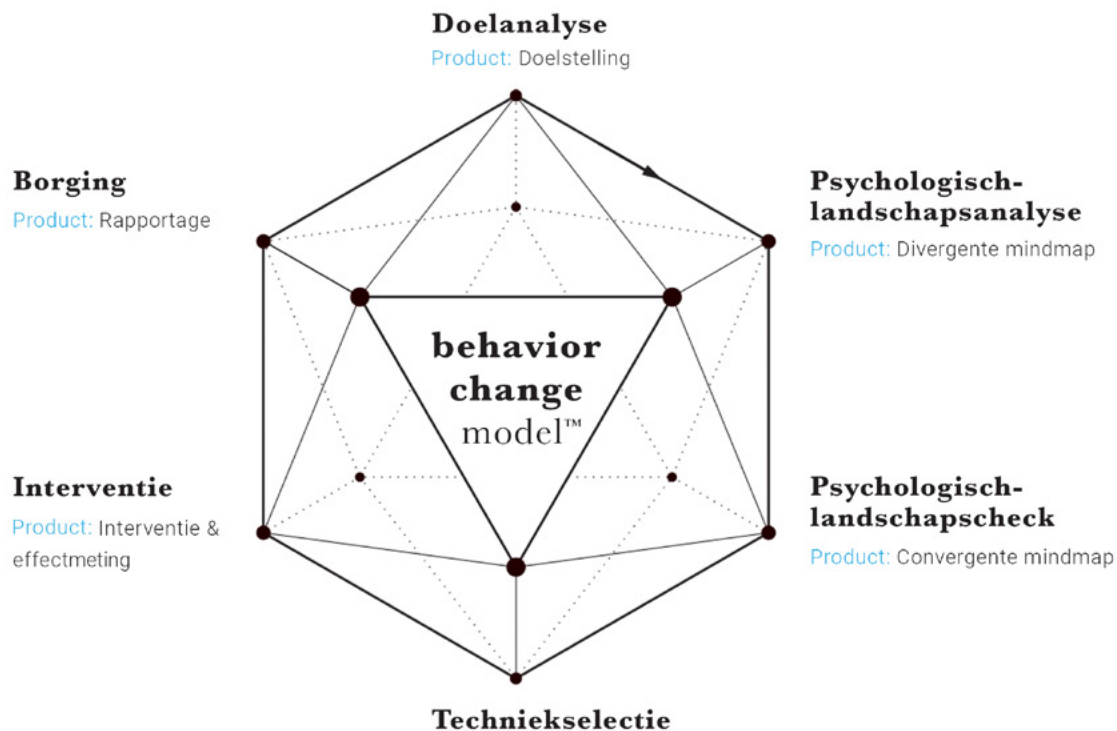 Doelanalyse
Product: Doelstelling
Borging
Product: Rapportage
Psychologisch-
landschapsanalyse
Product: Divergente mindmap
behavior
change
model™
Interventie
Product: Interventie &
effectmeting
Psychologisch-
landschapscheck
Product: Convergente mindmap
Techniekselectie